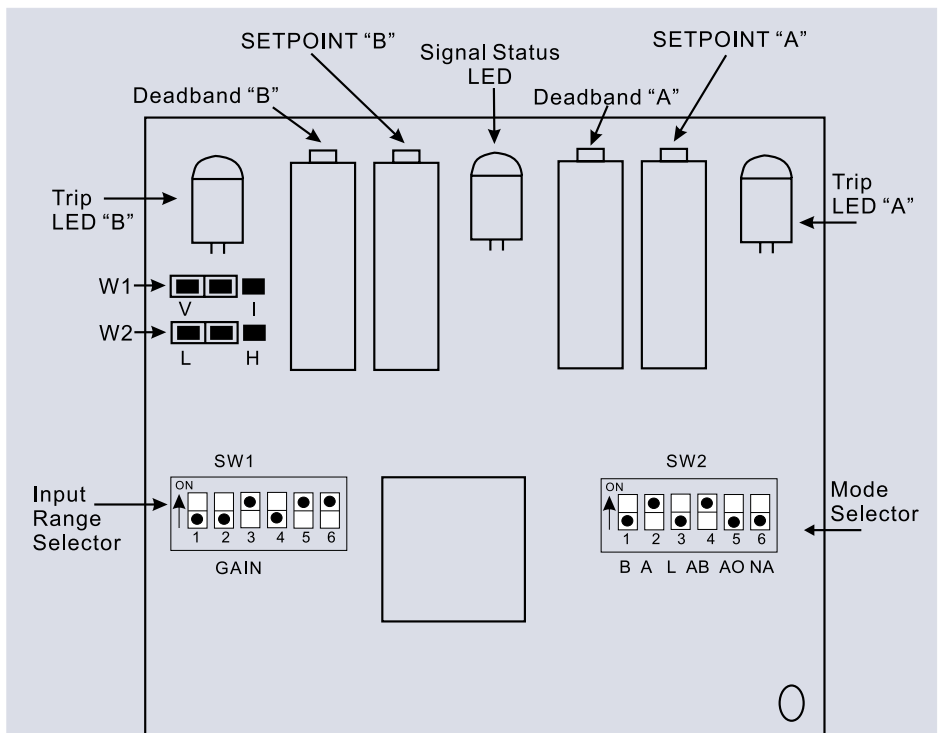 SETPOINT “B”
Signal Status
LED
SETPOINT “A”
Deadband “B”
Deadband “A”
Trip
LED “B”
Trip
LED “A”
W1
V I
W2
L H
SW1
SW2
Input
Range
Selector
ON
1 2 3 4 5 6
GAIN
ON
1 2 3 4 5 6
B A L AB AO NA
Mode
Selector